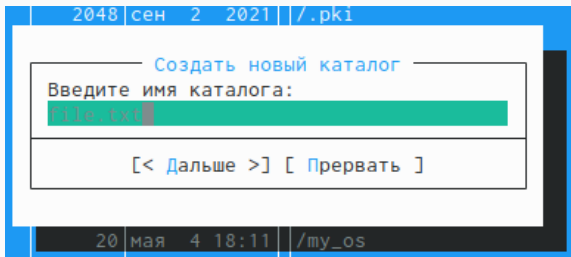 2048 сен 2 2021 /.pki
Создать новый каталог
Введите имя каталога:
file.txt
[< Дальше >] [ Прервать ]
20 мая 4 18:11 /my_os